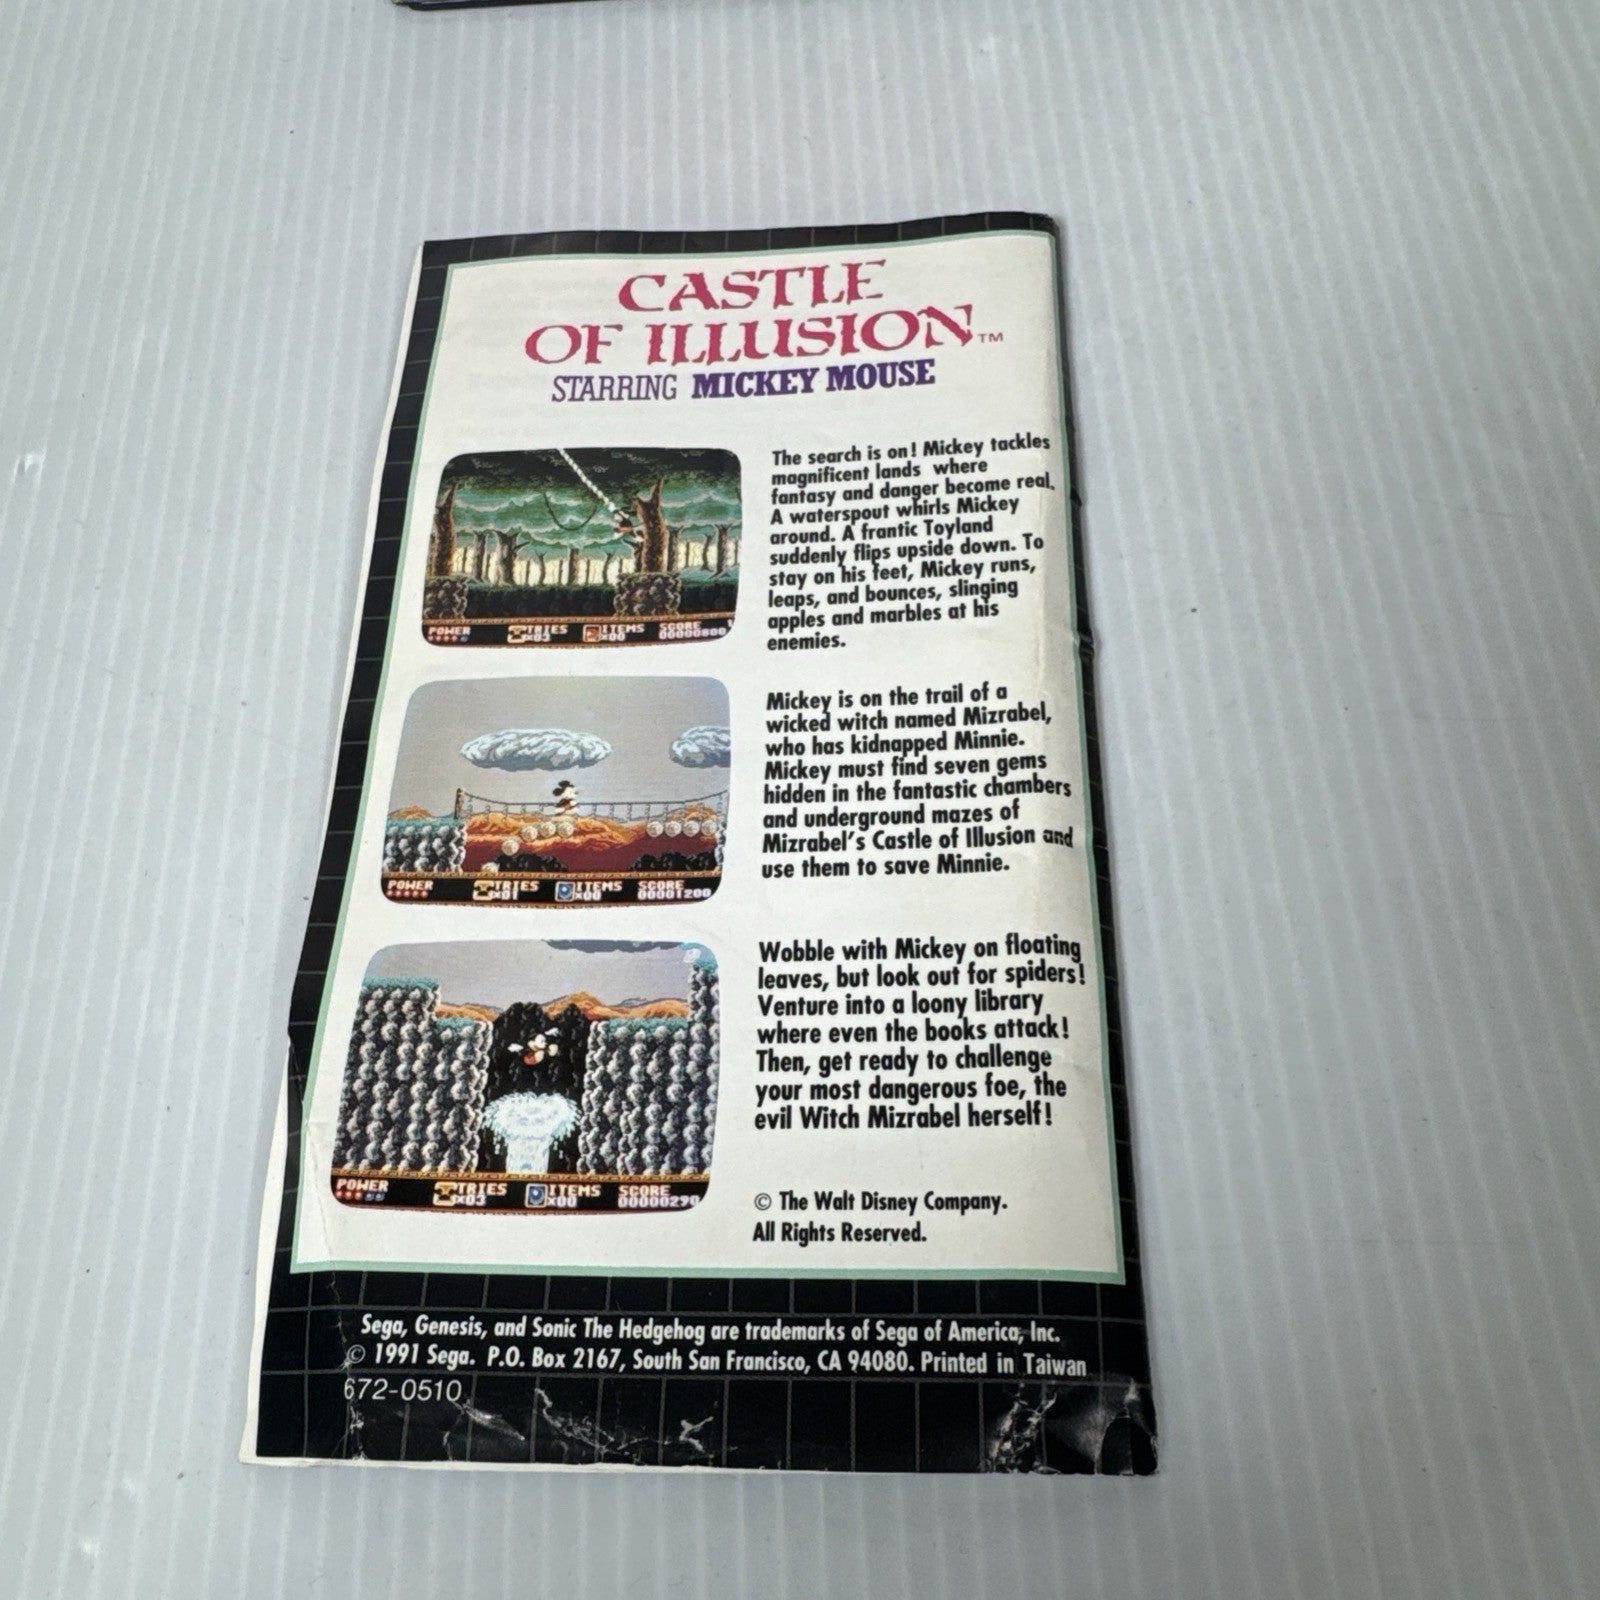 CASTLE
OF ILLUSION™
STARRING MICKEY MOUSE
The search is on! Mickey tackles
magnificent lands where
fantasy and danger become real.
A waterspout whirls Mickey
around. A frantic Toyland
suddenly flips upside down. To
stay on his feet, Mickey runs,
leaps, and bounces, slinging
apples and marbles at his
enemies.
POWER TRIES ITEMS SCORE
x03 x00 00000800
Mickey is on the trail of a
wicked witch named Mizrabel,
who has kidnapped Minnie.
Mickey must find seven gems
hidden in the fantastic chambers
and underground mazes of
Mizrabel's Castle of Illusion and
use them to save Minnie.
POWER TRIES ITEMS SCORE
x01 x00 00001200
Wobble with Mickey on floating
leaves, but look out for spiders!
Venture into a loony library
where even the books attack!
Then, get ready to challenge
your most dangerous foe, the
evil Witch Mizrabel herself!
POWER TRIES ITEMS SCORE
x03 x00 00000290
© The Walt Disney Company.
All Rights Reserved.
Sega, Genesis, and Sonic The Hedgehog are trademarks of Sega of America, Inc.
© 1991 Sega. P.O. Box 2167, South San Francisco, CA 94080. Printed in Taiwan
672-0510